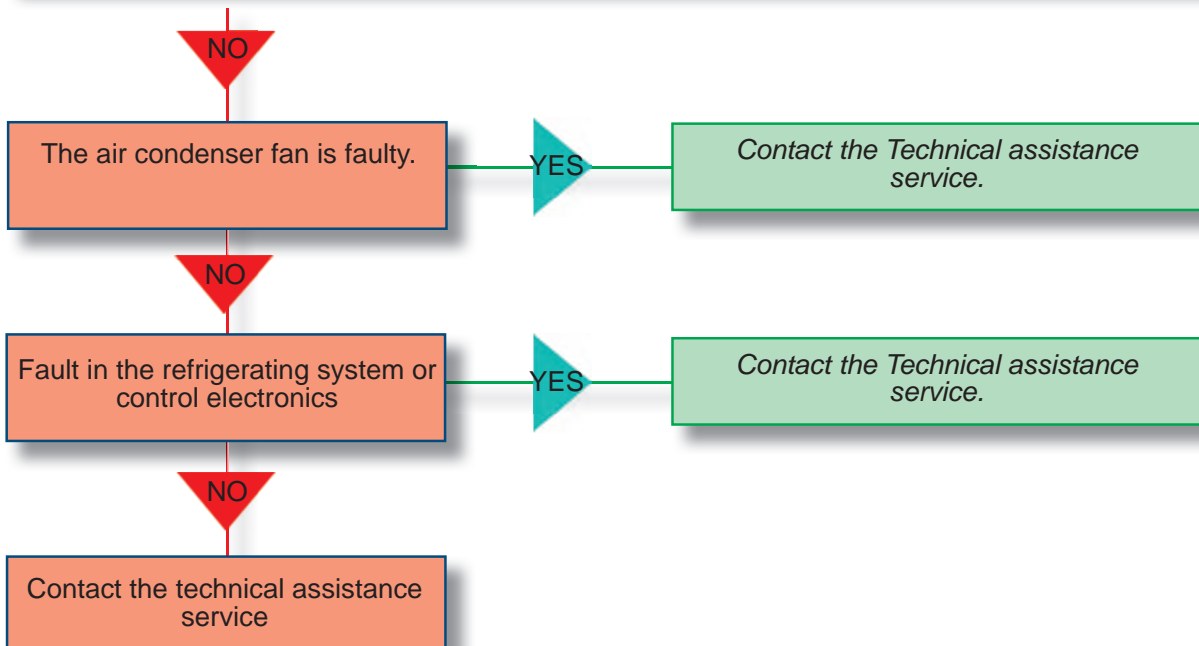 NO
The air condenser fan is faulty.
YES
Contact the Technical assistance
service.
NO
Fault in the refrigerating system or
control electronics
YES
Contact the Technical assistance
service.
NO
Contact the technical assistance
service